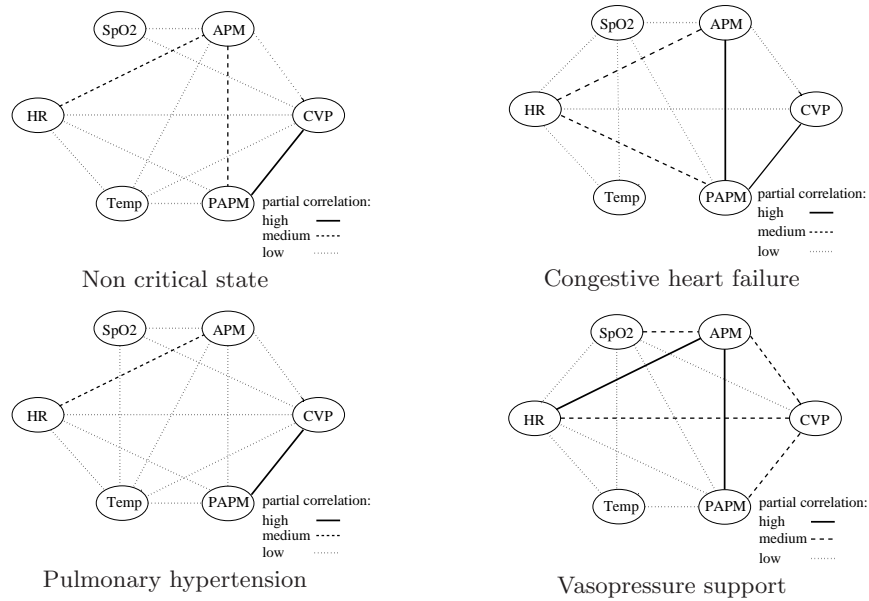 SpO2
APM
HR
CVP
Temp
PAPM
partial correlation:
high
medium
low
Non critical state
SpO2
APM
HR
CVP
Temp
PAPM
partial correlation:
high
medium
low
Congestive heart failure
SpO2
APM
HR
CVP
Temp
PAPM
partial correlation:
high
medium
low
Pulmonary hypertension
SpO2
APM
HR
CVP
Temp
PAPM
partial correlation:
high
medium
low
Vasopressure support